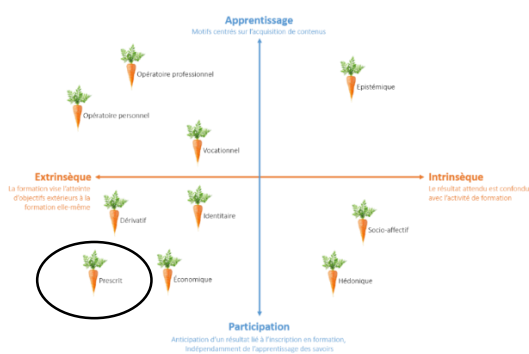 Apprentissage
Motifs centrés sur l'acquisition de contenus
Opératoire professionnel
Epistémique
Opératoire personnel
Vocationnel
Extrinsèque
La formation vise l'atteinte
d'objectifs extérieurs à la
formation elle-même
Intrinsèque
Le résultat attendu est confondu
avec l'activité de formation
Dérivatif
Identitaire
Socio-affectif
Prescrit
Économique
Hédonique
Participation
Anticipation d'un résultat lié à l'inscription en formation,
indépendamment de l'apprentissage des savoirs